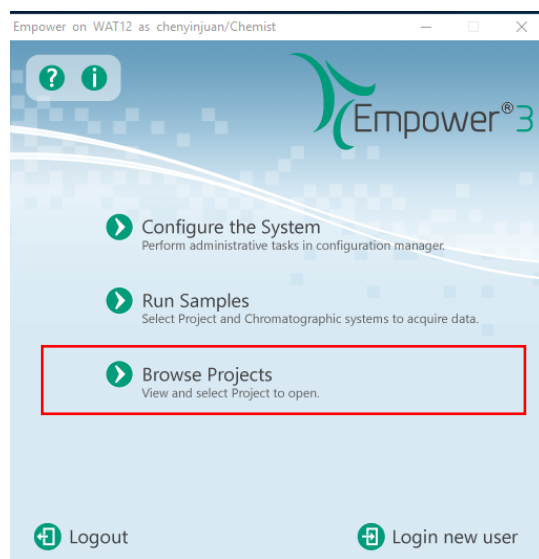 Empower on WAT12 as chenyinjuan/Chemist
Empower®3
Configure the System
Perform administrative tasks in configuration manager.
Run Samples
Select Project and Chromatographic systems to acquire data.
Browse Projects
View and select Project to open.
Logout
Login new user